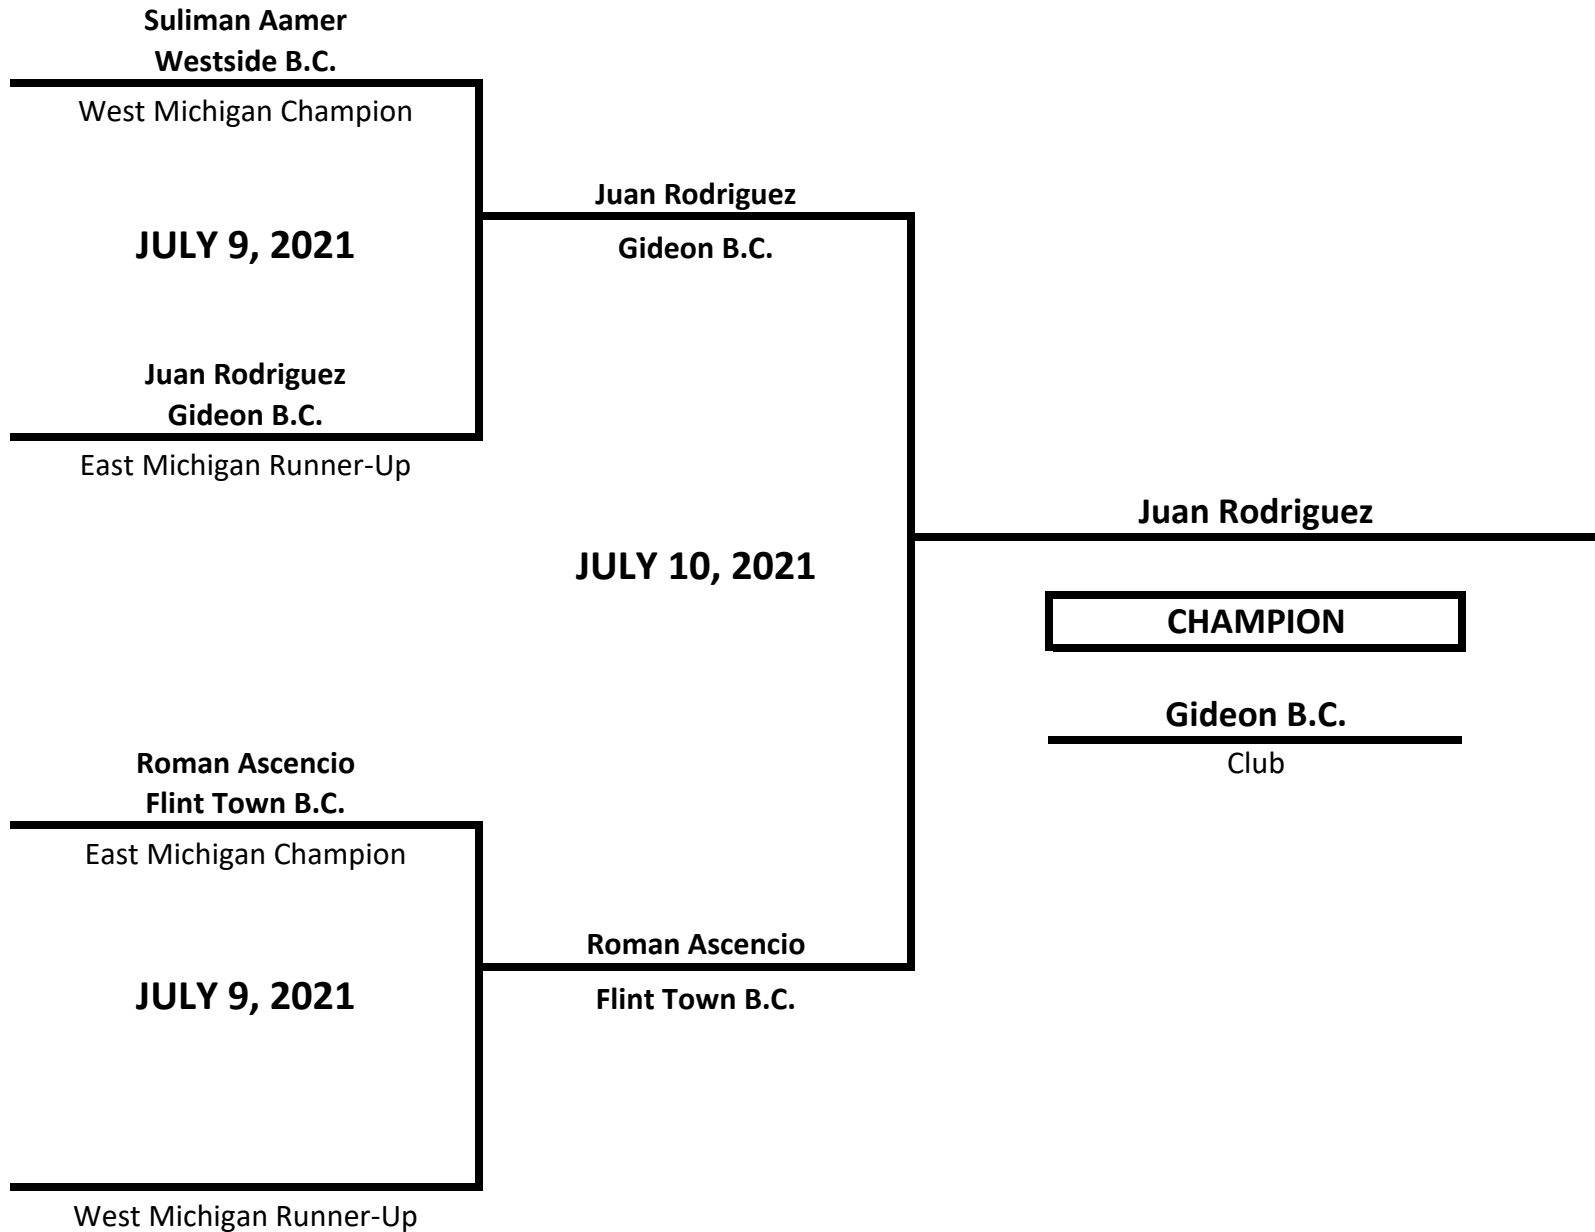 Suliman Aamer
Westside B.C.
West Michigan Champion
JULY 9, 2021
Juan Rodriguez
Gideon B.C.
East Michigan Runner-Up
Juan Rodriguez
Gideon B.C.
JULY 10, 2021
Juan Rodriguez
CHAMPION
Gideon B.C.
Club
Roman Ascencio
Flint Town B.C.
East Michigan Champion
JULY 9, 2021
West Michigan Runner-Up
Roman Ascencio
Flint Town B.C.